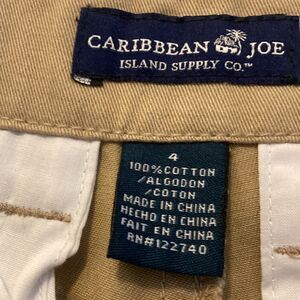 CARIBBEAN JOE
ISLAND SUPPLY CO.™
4
100% COTTON
/ALGODON
/COTON
MADE IN CHINA
HECHO EN CHINA
FAIT EN CHINA
RN#122740